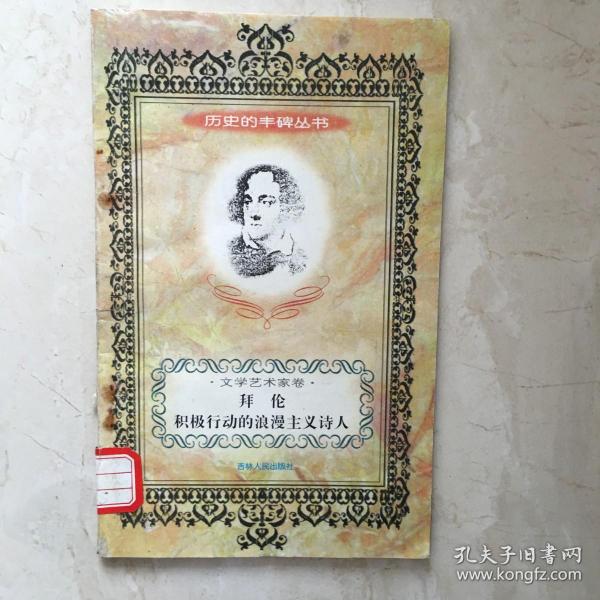 历史的丰碑丛书
·文学艺术家卷·
拜 伦
积极行动的浪漫主义诗人
吉林人民出版社
孔夫子旧书网
www.kongfz.com